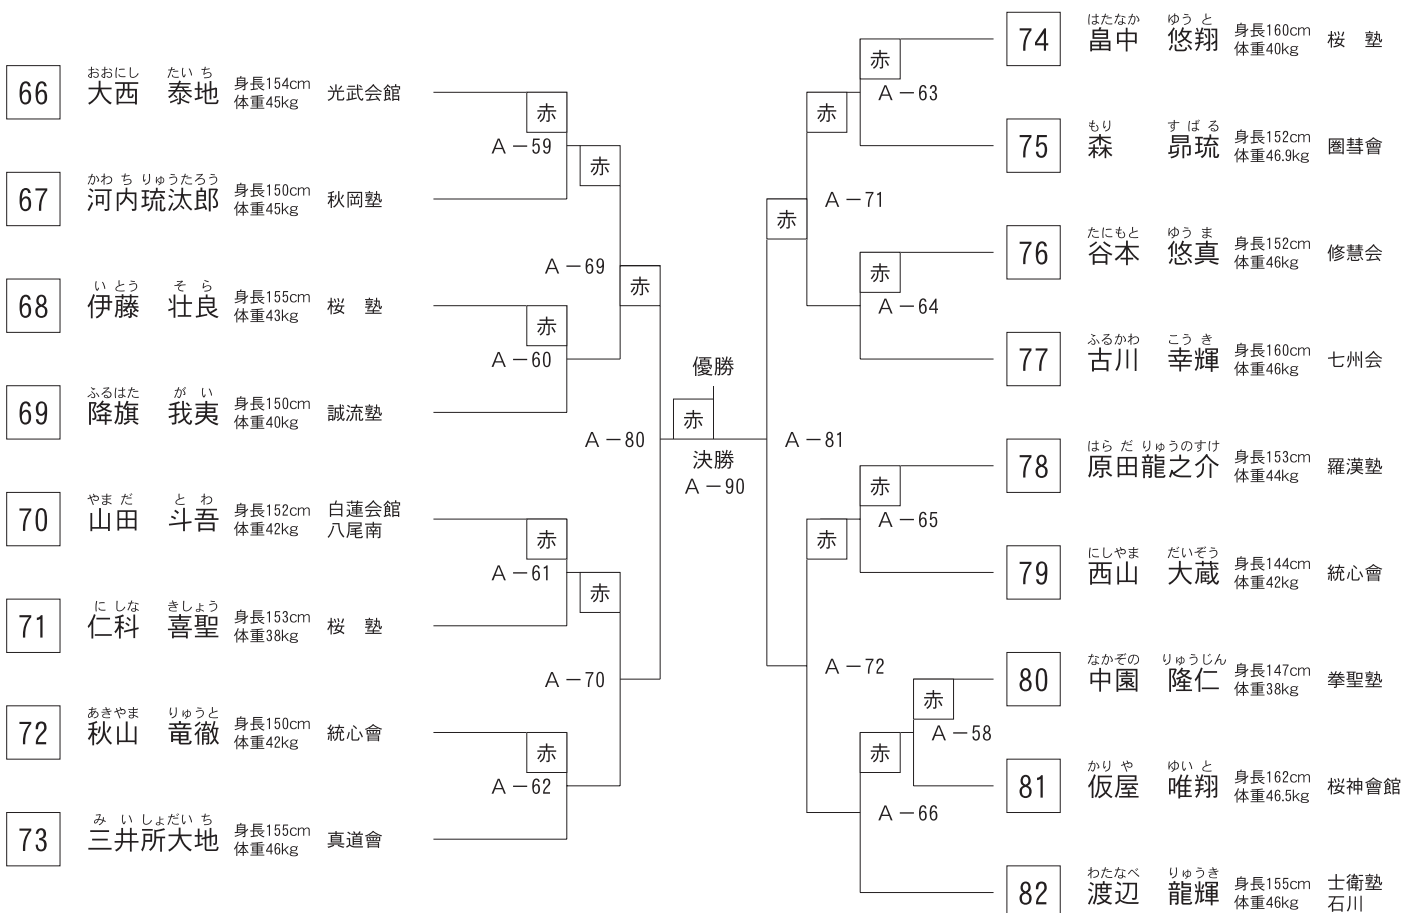 66 大西 泰地 おおにし たいち 身長154cm 体重45kg 光武会館
67 河内琉汰郎 かわち りゅうたろう 身長150cm 体重45kg 秋岡塾
68 伊藤 壮良 いとう そら 身長155cm 体重43kg 桜 塾
69 降旗 我夷 ふるはた がい 身長150cm 体重40kg 誠流塾
70 山田 斗吾 やまだ とわ 身長152cm 体重42kg 白蓮会館 八尾南
71 仁科 喜聖 にしな きしょう 身長153cm 体重38kg 桜 塾
72 秋山 竜徹 あきやま りゅうと 身長150cm 体重42kg 統心會
73 三井所大地 みいしょだいち 身長155cm 体重46kg 真道會
赤
A-59
赤
A-69
赤
A-60
赤
A-80
赤
A-61
赤
A-70
赤
A-62
優勝
赤
決勝
A-90
赤
A-63
赤
A-71
赤
A-64
赤
A-81
赤
A-65
赤
A-72
赤
A-58
赤
A-66
74 畠中 悠翔 はたなか ゆうと 身長160cm 体重40kg 桜 塾
75 森 昴琉 もり すばる 身長152cm 体重46.9kg 圏彗會
76 谷本 悠真 たにもと ゆうま 身長152cm 体重46kg 修慧会
77 古川 幸輝 ふるかわ こうき 身長160cm 体重46kg 七州会
78 原田龍之介 はらだ りゅうのすけ 身長153cm 体重44kg 羅漢塾
79 西山 大蔵 にしやま だいぞう 身長144cm 体重42kg 統心會
80 中園 隆仁 なかぞの りゅうじん 身長147cm 体重38kg 拳聖塾
81 仮屋 唯翔 かりや ゆいと 身長162cm 体重46.5kg 桜神會館
82 渡辺 龍輝 わたなべ りゅうき 身長155cm 体重46kg 士衛塾 石川